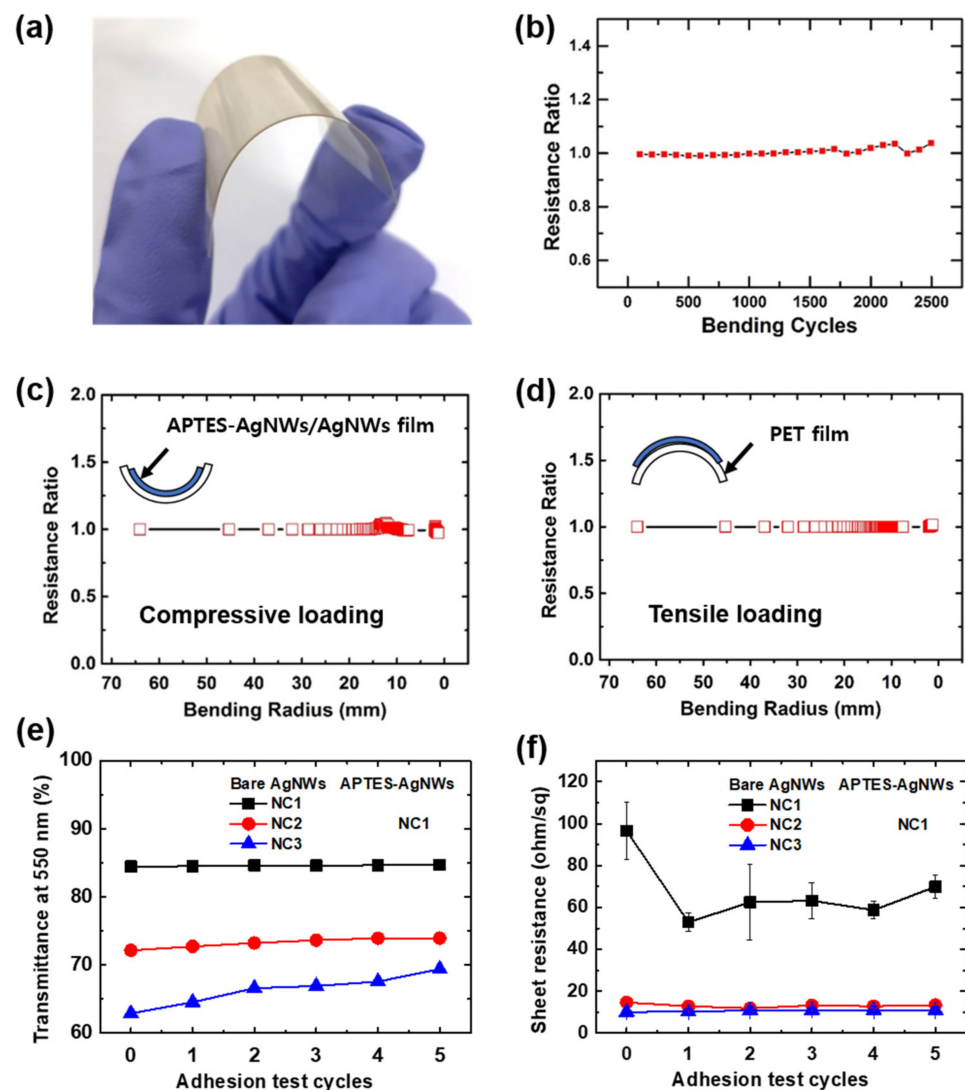 (a)
(b)
Resistance Ratio
1.4
1.2
1.0
0.8
0.6
0 500 1000 1500 2000 2500
Bending Cycles
(c)
Resistance Ratio
2.0
1.5
1.0
0.5
0.0
APTES-AgNWs/AgNWs film
Compressive loading
70 60 50 40 30 20 10 0
Bending Radius (mm)
(d)
Resistance Ratio
2.0
1.5
1.0
0.5
0.0
PET film
Tensile loading
70 60 50 40 30 20 10 0
Bending Radius (mm)
(e)
Transmittance at 550 nm (%)
100
90
80
70
60
Bare AgNWs APTES-AgNWs
NC1
NC2 NC1
NC3
0 1 2 3 4 5
Adhesion test cycles
(f)
Sheet resistance (ohm/sq)
120
100
80
60
40
20
0
Bare AgNWs APTES-AgNWs
NC1
NC2 NC1
NC3
0 1 2 3 4 5
Adhesion test cycles